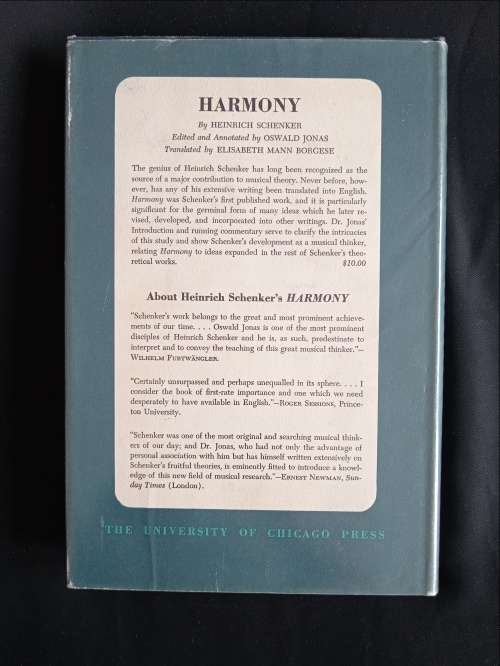 HARMONY
By HEINRICH SCHENKER
Edited and Annotated by OSWALD JONAS
Translated by ELISABETH MANN BORGESE
The genius of Heinrich Schenker has long been recognized as the
source of a major contribution to musical theory. Never before, how-
ever, has any of his extensive writing been translated into English.
Harmony was Schenker's first published work, and it is particularly
significant for the germinal form of many ideas which he later re-
vised, developed, and incorporated into other writings. Dr. Jonas'
Introduction and running commentary serve to clarify the intricacies
of this study and show Schenker's development as a musical thinker,
relating Harmony to ideas expanded in the rest of Schenker's theo-
retical works. $10.00
About Heinrich Schenker's HARMONY
"Schenker's work belongs to the great and most prominent achieve-
ments of our time. . . . Oswald Jonas is one of the most prominent
disciples of Heinrich Schenker and he is, as such, predestinate to
interpret and to convey the teaching of this great musical thinker."—
WILHELM FURTWÄNGLER.
"Certainly unsurpassed and perhaps unequalled in its sphere. . . . I
consider the book of first-rate importance and one which we need
desperately to have available in English."—ROGER SESSIONS, Prince-
ton University.
"Schenker was one of the most original and searching musical think-
ers of our day; and Dr. Jonas, who had not only the advantage of
personal association with him but has himself written extensively on
Schenker's fruitful theories, is eminently fitted to introduce a knowl-
edge of this new field of musical research."—ERNEST NEWMAN, Sun-
day Times (London).
THE UNIVERSITY OF CHICAGO PRESS